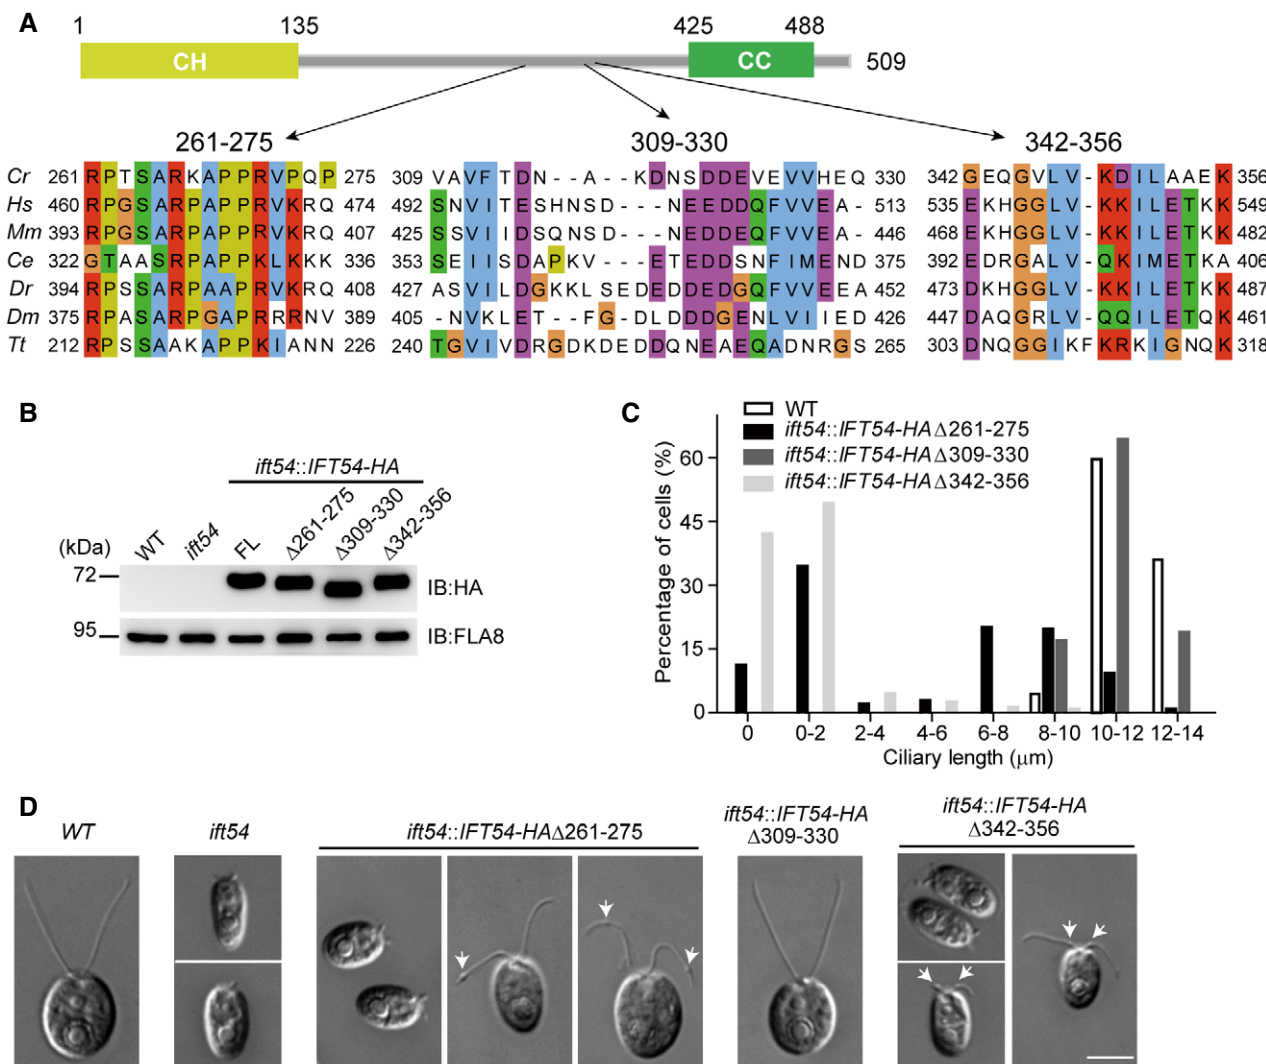 A
1 135 425 488
CH CC 509
261-275 309-330 342-356
Cr 261 RPTSARKAPPRVPQP 275 309 VAVFTDN--A--KDNSDDEVEVVHEQ 330 342 GEQGVLV-KDILAAEK 356
Hs 460 RPGSARPAPPRVKRQ 474 492 SNVITESHNSD---NEEDDQFVVEA- 513 535 EKHGGLV-KKILETKK 549
Mm 393 RPGSARPAPPRVKRQ 407 425 SSVIIDSQNSD---NEEDDQFVVEA- 446 468 EKHGGLV-KKILETKK 482
Ce 322 GTAASRPAPPKLKKK 336 353 SEIISDAPKV---ETEDDSNFIMEND 375 392 EDRGALV-QKIMETKA 406
Dr 394 RPSSARPAAPRVKRQ 408 427 ASVILDGKKLSEDEDDEDGQFVVEEA 452 473 DKHGGLV-KKILETKK 487
Dm 375 RPASARPGAPRRRNV 389 405 -NVKLET--FG-DLDDDGENLVIIED 426 447 DAQGRLV-QQILETQK 461
Tt 212 RPSSAAKAPPKIANN 226 240 TGVIVDRGDKDEDDQNEAEQADNRGS 265 303 DNQGGIKFKRKIGNQK 318
B
ift54::IFT54-HA
(kDa) WT ift54 FL Δ261-275 Δ309-330 Δ342-356
72 IB:HA
95 IB:FLA8
C
WT
ift54::IFT54-HAΔ261-275
ift54::IFT54-HAΔ309-330
ift54::IFT54-HAΔ342-356
Percentage of cells (%)
60
45
30
15
0
0 0-2 2-4 4-6 6-8 8-10 10-12 12-14
Ciliary length (μm)
D
WT ift54 ift54::IFT54-HAΔ261-275 ift54::IFT54-HA Δ309-330 ift54::IFT54-HA Δ342-356